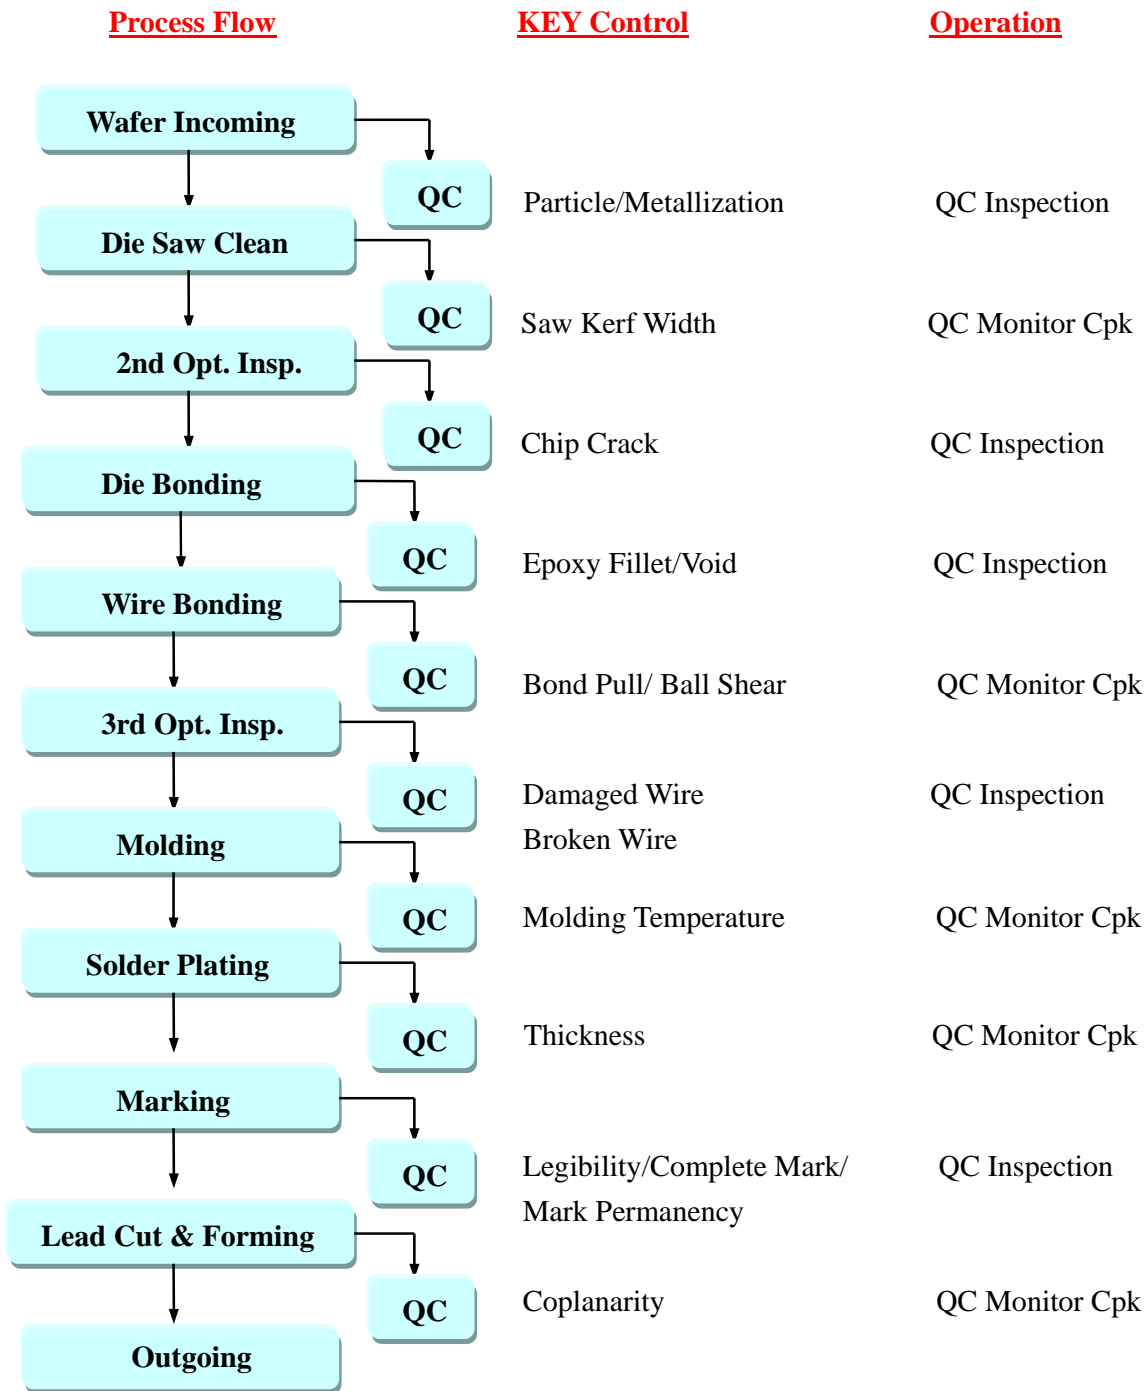 Process Flow KEY Control Operation
Wafer Incoming
QC Particle/Metallization QC Inspection
Die Saw Clean
QC Saw Kerf Width QC Monitor Cpk
2nd Opt. Insp.
QC Chip Crack QC Inspection
Die Bonding
QC Epoxy Fillet/Void QC Inspection
Wire Bonding
QC Bond Pull/ Ball Shear QC Monitor Cpk
3rd Opt. Insp.
QC Damaged Wire QC Inspection
Broken Wire
Molding
QC Molding Temperature QC Monitor Cpk
Solder Plating
QC Thickness QC Monitor Cpk
Marking
QC Legibility/Complete Mark/ QC Inspection
Mark Permanency
Lead Cut & Forming
QC Coplanarity QC Monitor Cpk
Outgoing